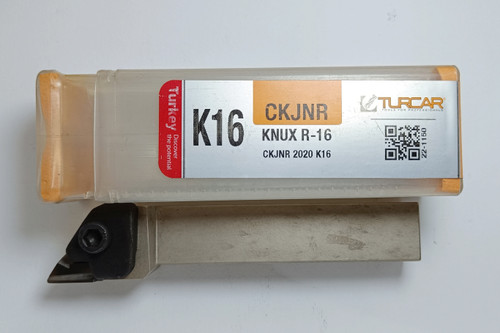 Turkey
Discover
the potential
K16
CKJNR
KNUX R-16
CKJNR 2020 K16
TURCAR
22-1150